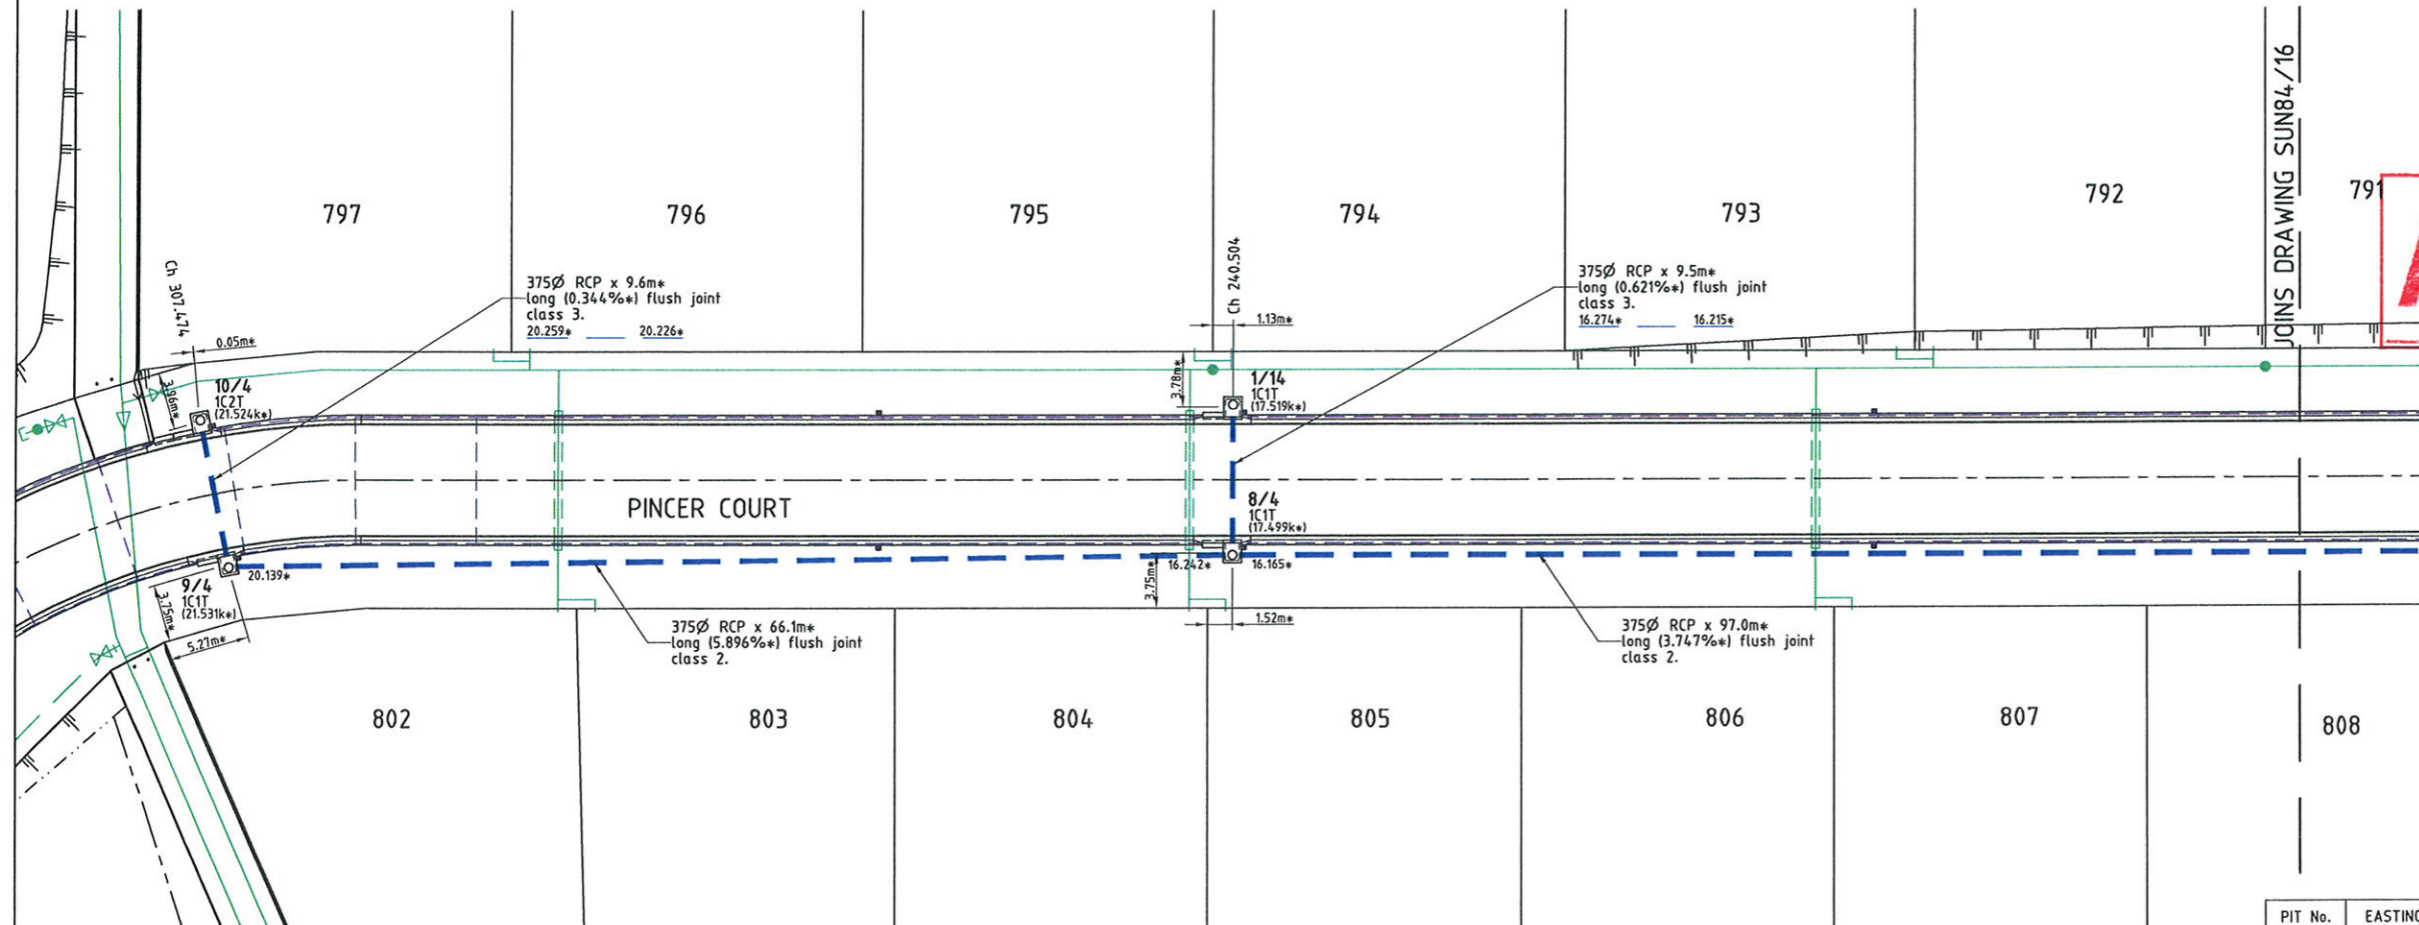 JOINS DRAWING SUN84/16
797
796
795
794
793
792
791
Ch 307.474
0.05m*
3.96m*
10/4
1C2T
(21.524k*)
375Ø RCP x 9.6m*
long (0.344%*) flush joint
class 3.
20.259* 20.226*
Ch 240.504
1.13m*
3.78m*
1/14
1C1T
(17.519k*)
375Ø RCP x 9.5m*
long (0.621%*) flush joint
class 3.
16.274* 16.215*
PINCER COURT
8/4
1C1T
(17.499k*)
20.139*
9/4
1C1T
(21.531k*)
3.75m*
5.27m*
16.242*
16.165*
3.75m*
1.52m*
375Ø RCP x 66.1m*
long (5.896%*) flush joint
class 2.
375Ø RCP x 97.0m*
long (3.747%*) flush joint
class 2.
802
803
804
805
806
807
808
PIT No. EASTING